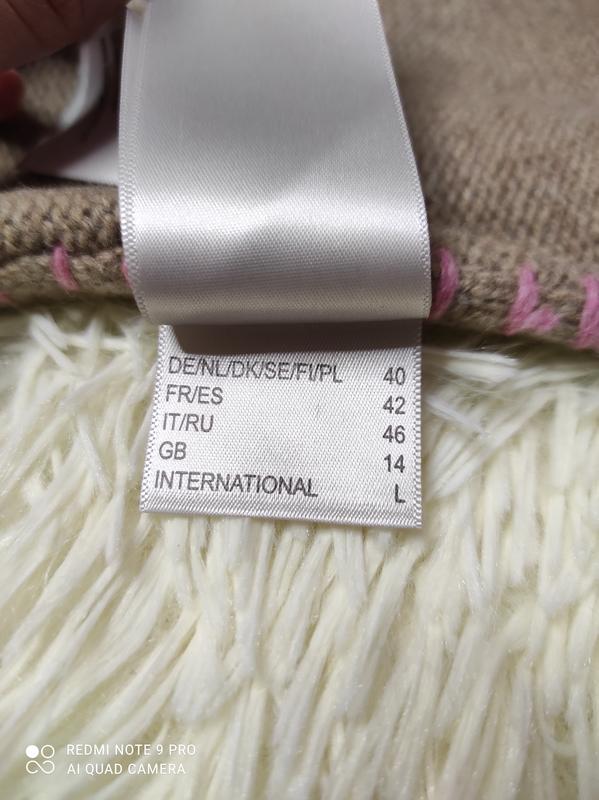 DE/NL/DK/SE/FI/PL 40
FR/ES 42
IT/RU 46
GB 14
INTERNATIONAL L
REDMI NOTE 9 PRO
AI QUAD CAMERA